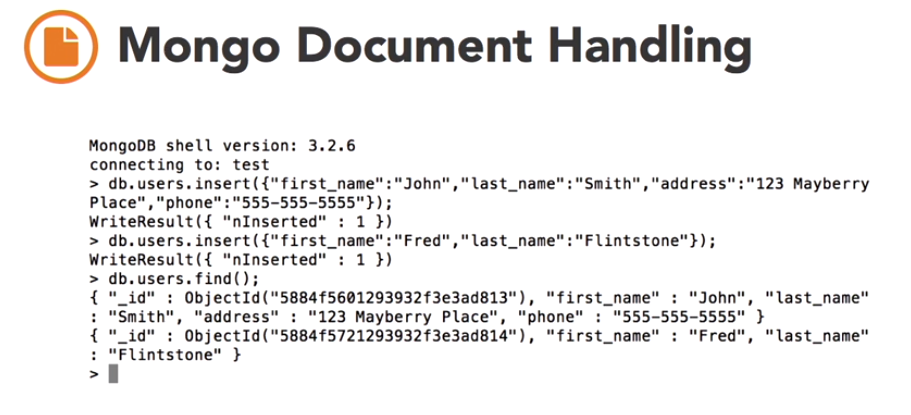 Mongo Document Handling
MongoDB shell version: 3.2.6
connecting to: test
> db.users.insert({"first_name":"John","last_name":"Smith","address":"123 Mayberry
Place","phone":"555-555-5555"});
WriteResult({ "nInserted" : 1 })
> db.users.insert({"first_name":"Fred","last_name":"Flintstone"});
WriteResult({ "nInserted" : 1 })
> db.users.find();
{ "_id" : ObjectId("5884f5601293932f3e3ad813"), "first_name" : "John", "last_name"
: "Smith", "address" : "123 Mayberry Place", "phone" : "555-555-5555" }
{ "_id" : ObjectId("5884f5721293932f3e3ad814"), "first_name" : "Fred", "last_name"
: "Flintstone" }
>